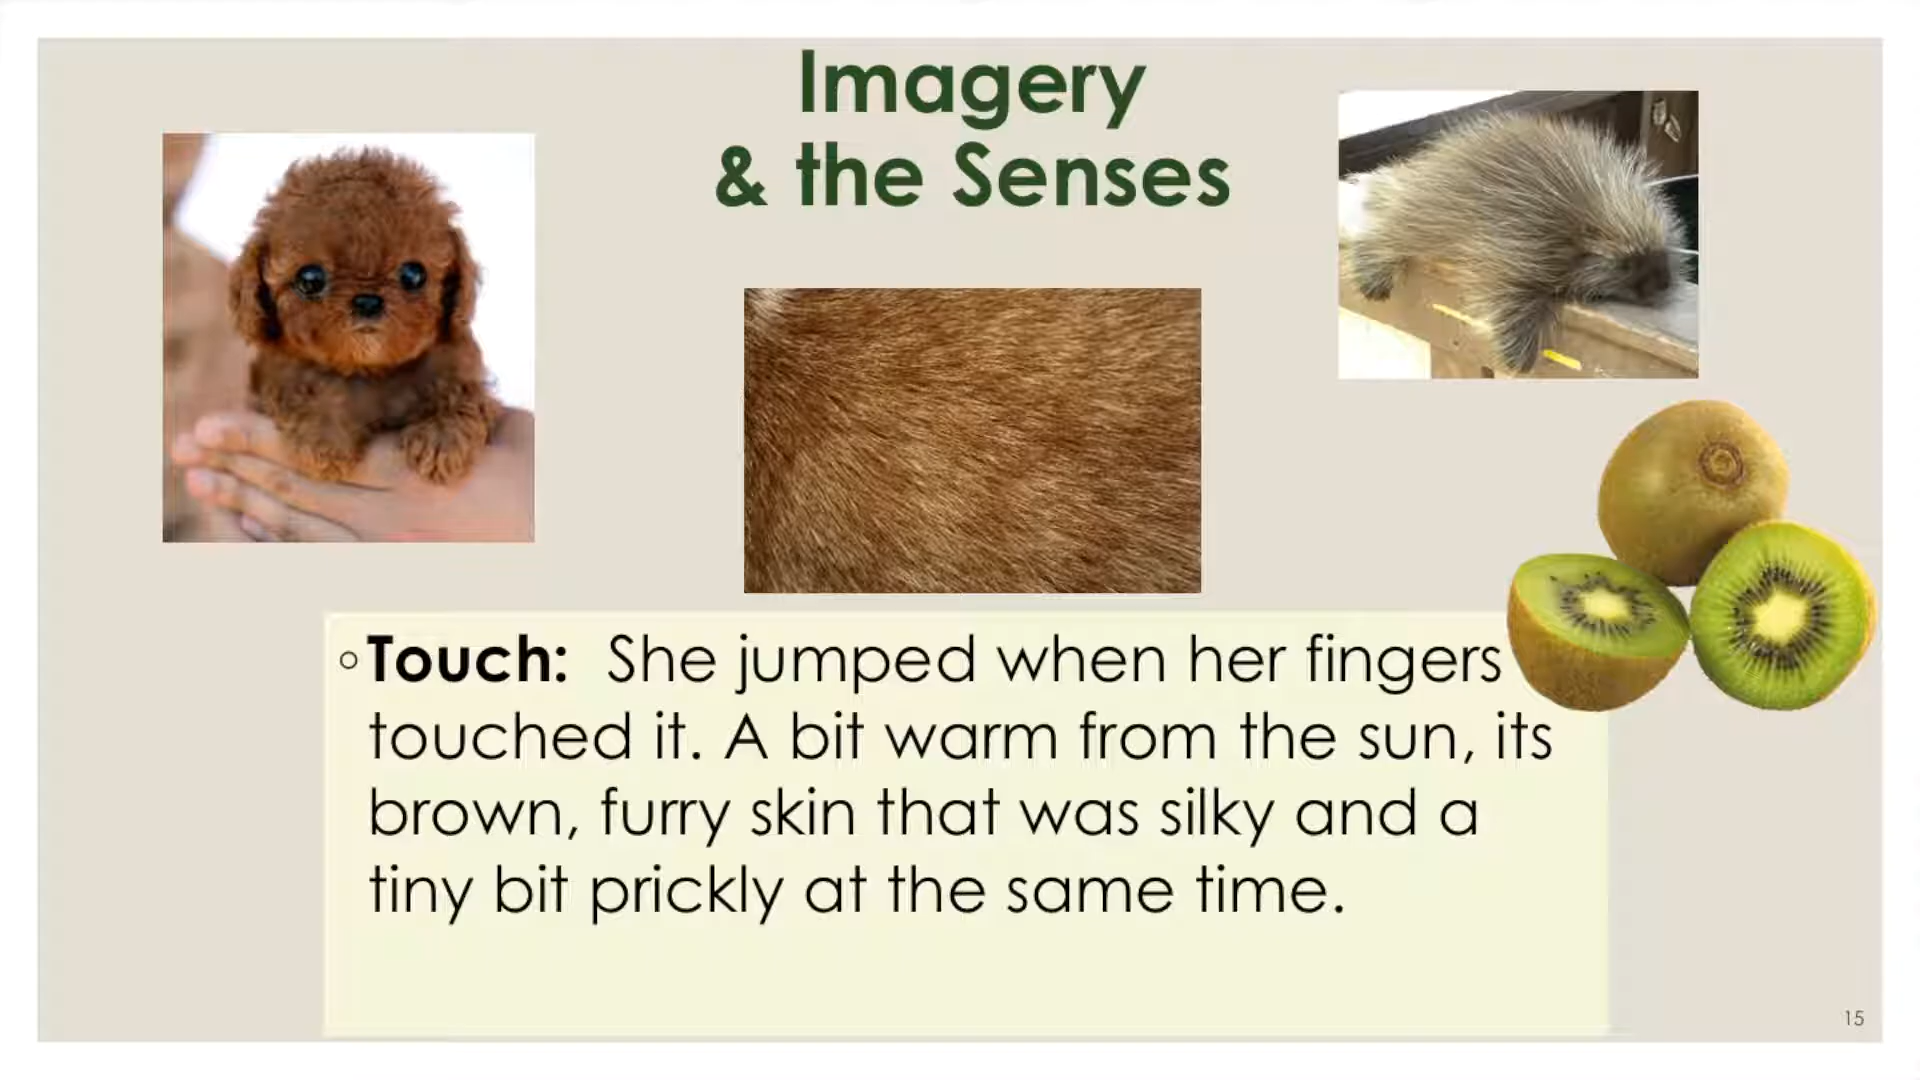 Imagery
& the Senses
◦ Touch: She jumped when her fingers
touched it. A bit warm from the sun, its
brown, furry skin that was silky and a
tiny bit prickly at the same time.
15